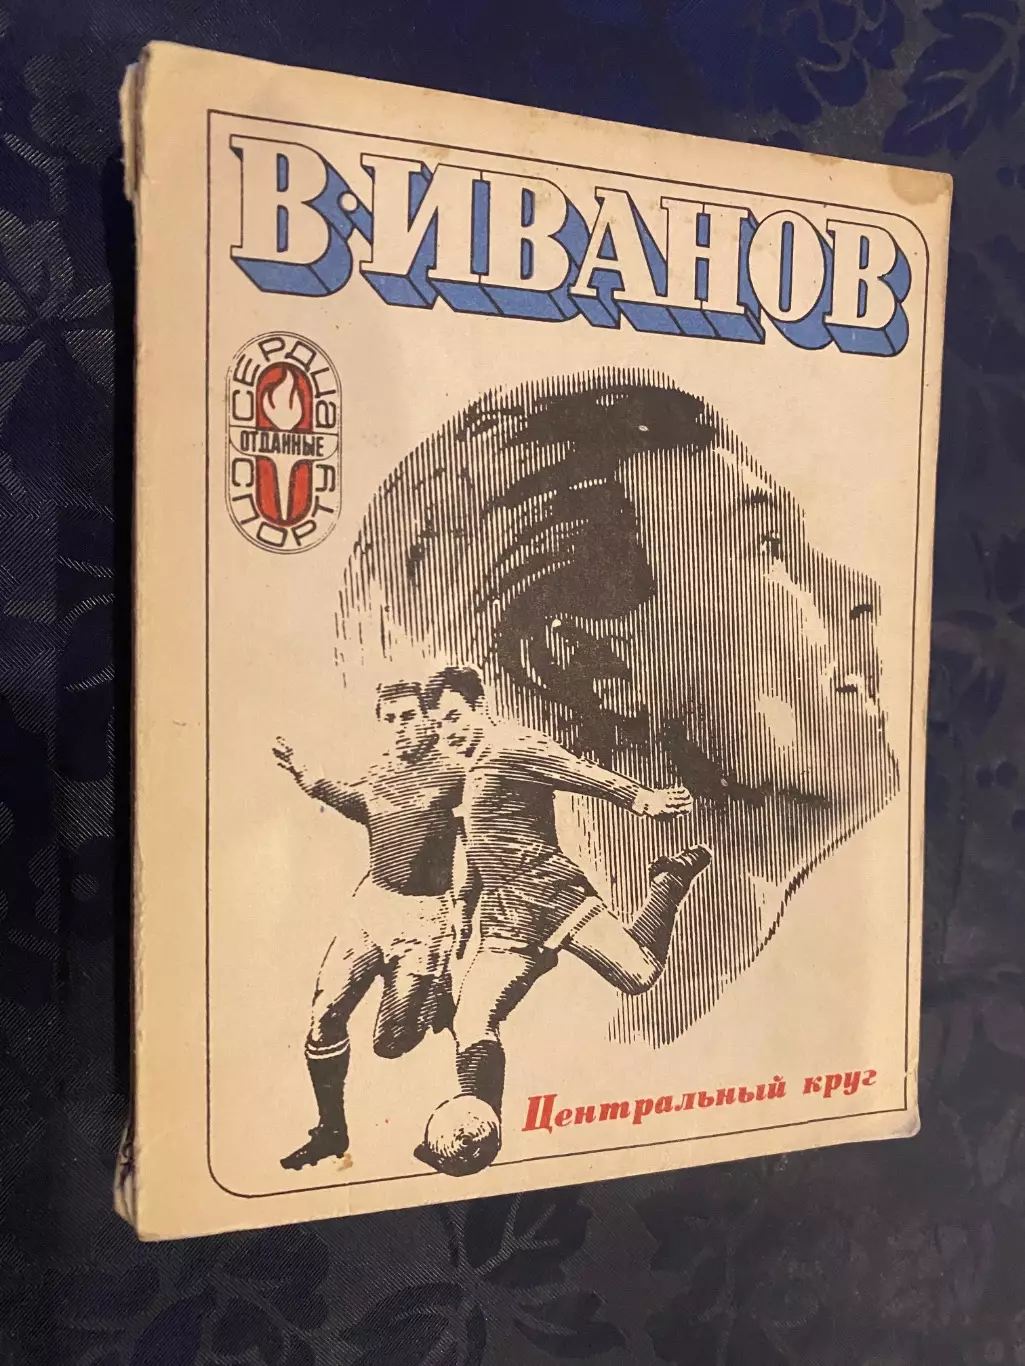 В. ИВАНОВ
СЕРДЦА
ОТДАННЫЕ
СПОРТУ
Центральный круг